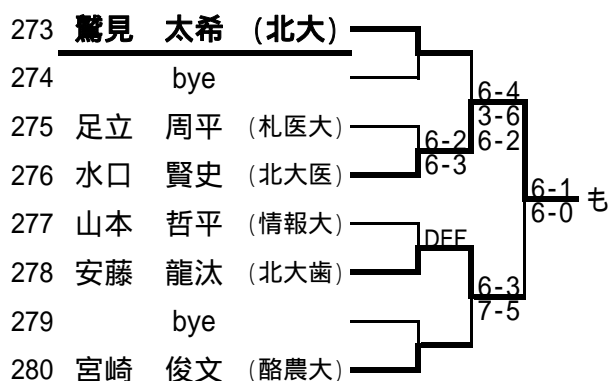 273 鷲見 太希 (北大)
274 bye
275 足立 周平 (札医大)
276 水口 賢史 (北大医)
277 山本 哲平 (情報大)
278 安藤 龍汰 (北大歯)
279 bye
280 宮崎 俊文 (酪農大)
6-2
6-3
DEF
6-4
3-6
6-2
6-3
7-5
6-1
6-0
も